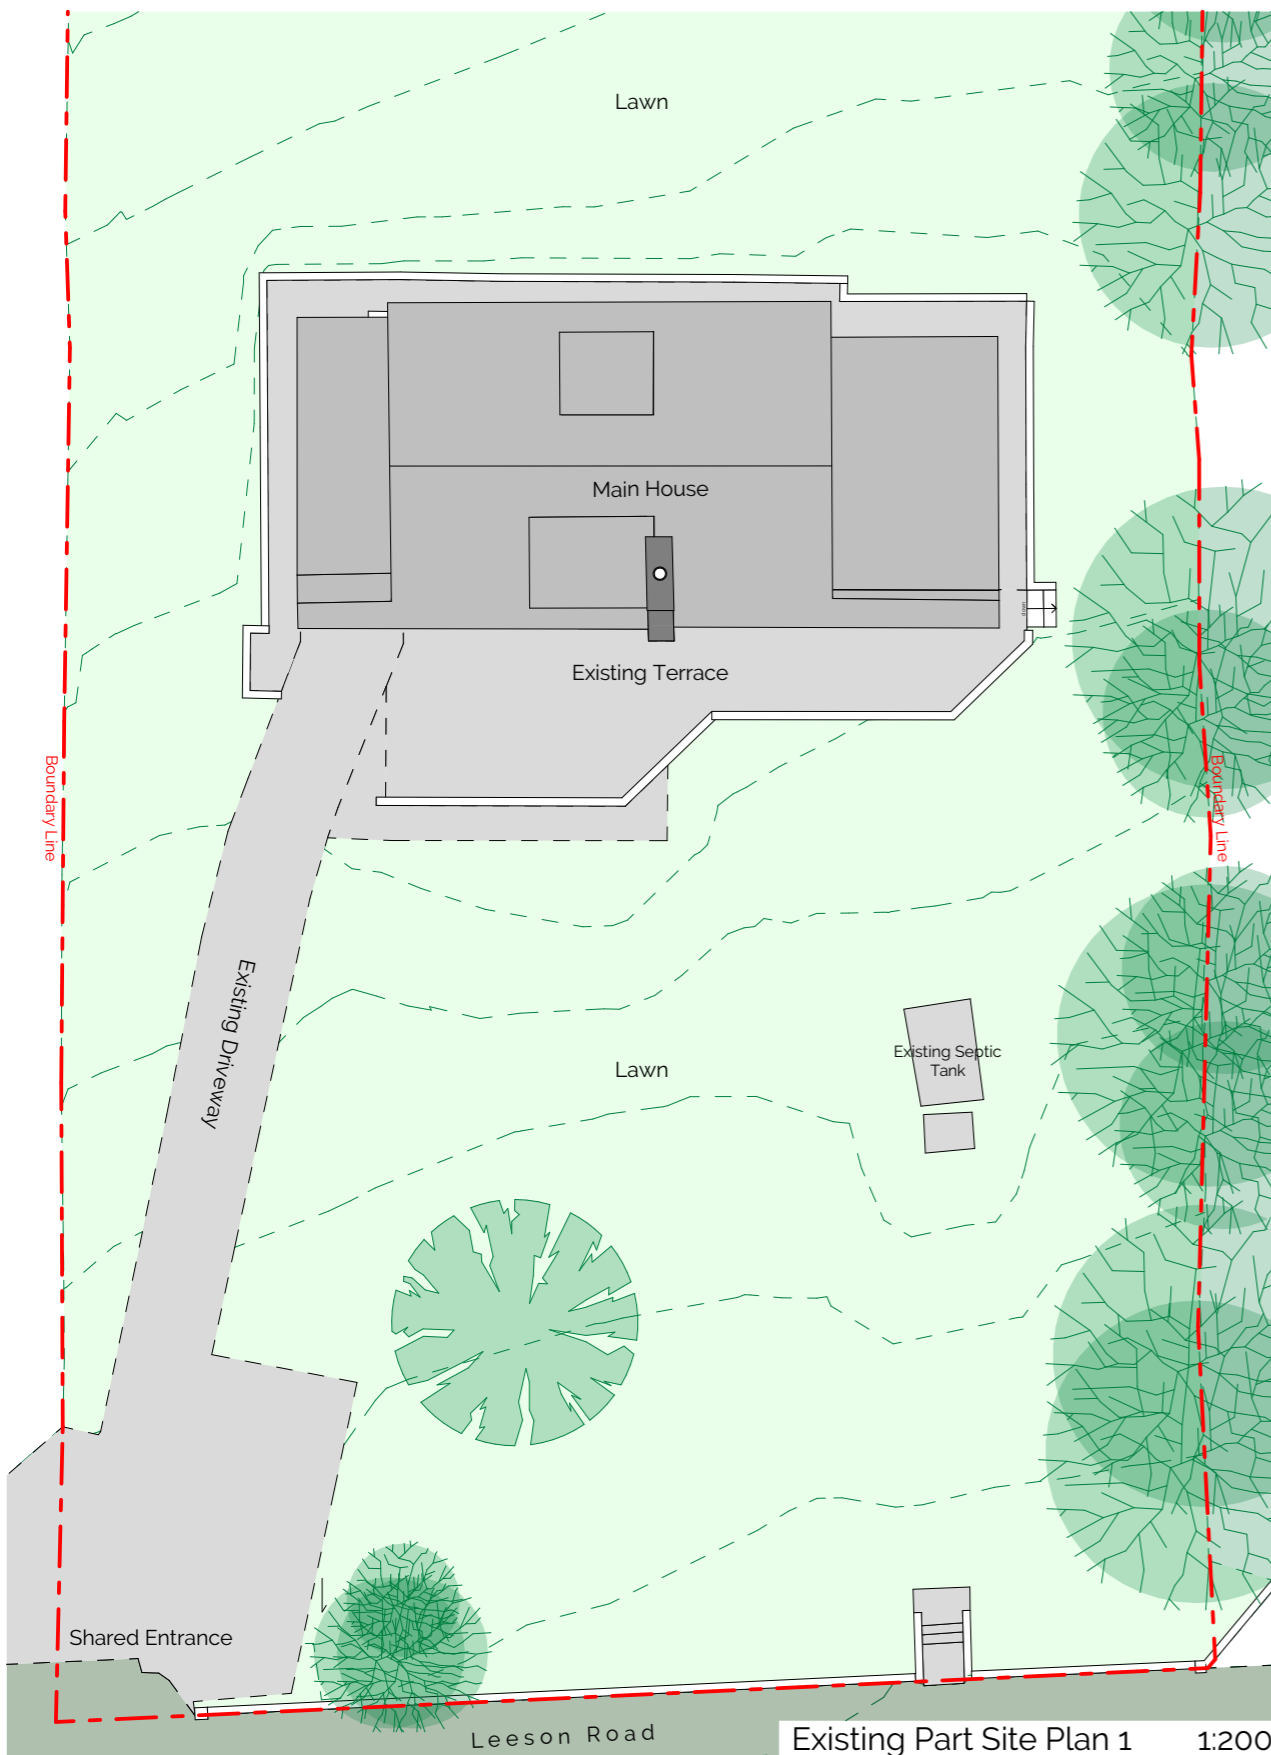 Lawn
Main House
down
Existing Terrace
Boundary Line
Boundary Line
Existing Driveway
Existing Septic
Tank
Lawn
Shared Entrance
Leeson Road
Existing Part Site Plan 1 1:200